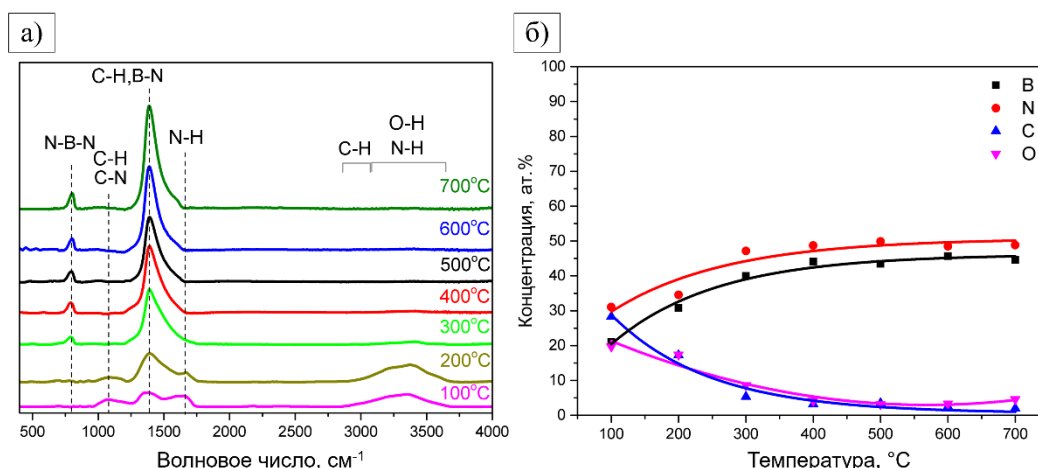 а)
C-H,B-N
N-B-N
C-H
C-N
N-H
C-H
O-H
N-H
700°C
600°C
500°C
400°C
300°C
200°C
100°C
500 1000 1500 2000 2500 3000 3500 4000
Волновое число, см-1
б)
Концентрация, ат.%
100
90
80
70
60
50
40
30
20
10
0
B
N
C
O
100 200 300 400 500 600 700
Температура, °C